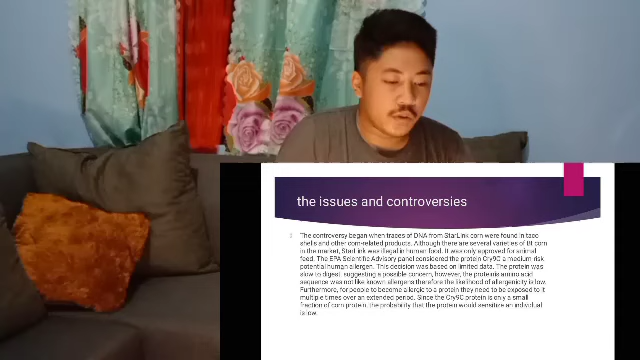 the issues and controversies
The controversy began when traces of DNA from StarLink corn were found in taco
shells and other corn-related products. Although there are several varieties of Bt corn
in the market, StarLink was illegal in human food. It was only approved for animal
feed. The EPA Scientific Advisory panel considered the protein Cry9C a medium risk
potential human allergen. This decision was based on limited data. The protein was
slow to digest, suggesting a possible concern, however, the proteins amino acid
sequence was not like known allergens therefore the likelihood of allergenicity is low.
Furthermore, for people to become allergic to a protein they need to be exposed to it
multiple times over an extended period. Since the Cry9C protein is only a small
fraction of corn protein, the probability that the protein would sensitize an individual
is low.